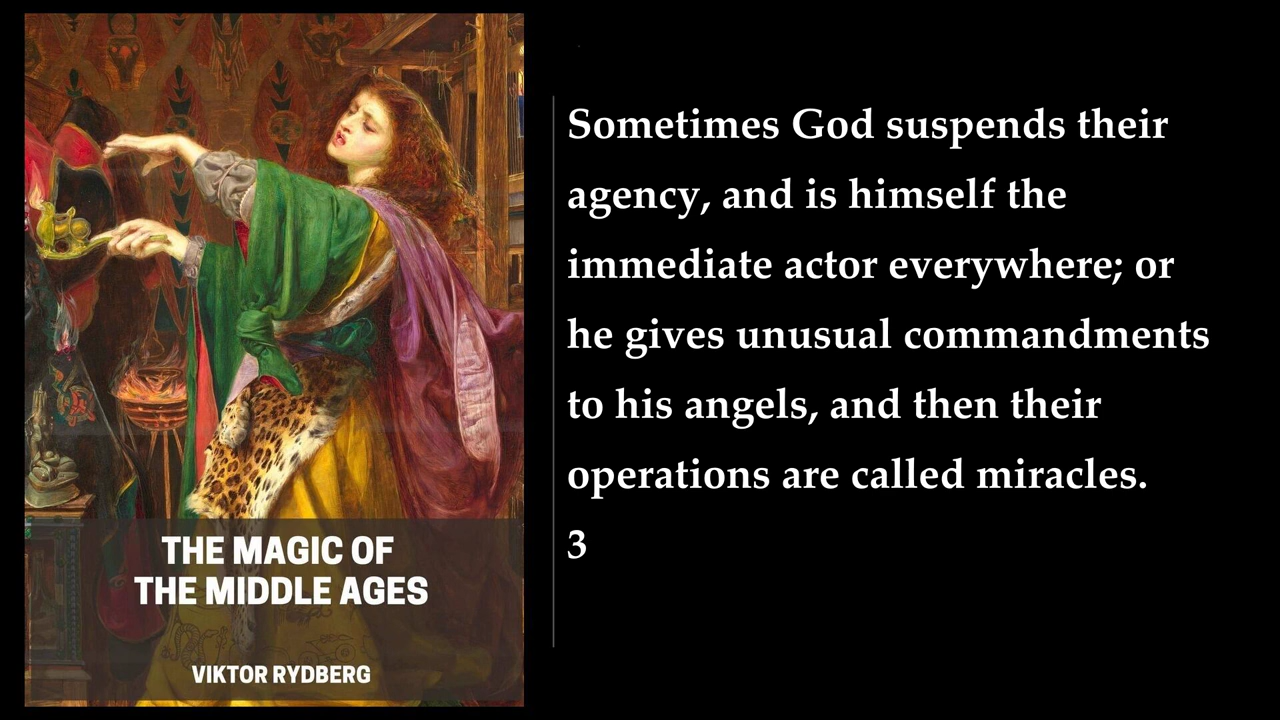 THE MAGIC OF
THE MIDDLE AGES
VIKTOR RYDBERG
Sometimes God suspends their
agency, and is himself the
immediate actor everywhere; or
he gives unusual commandments
to his angels, and then their
operations are called miracles.
3